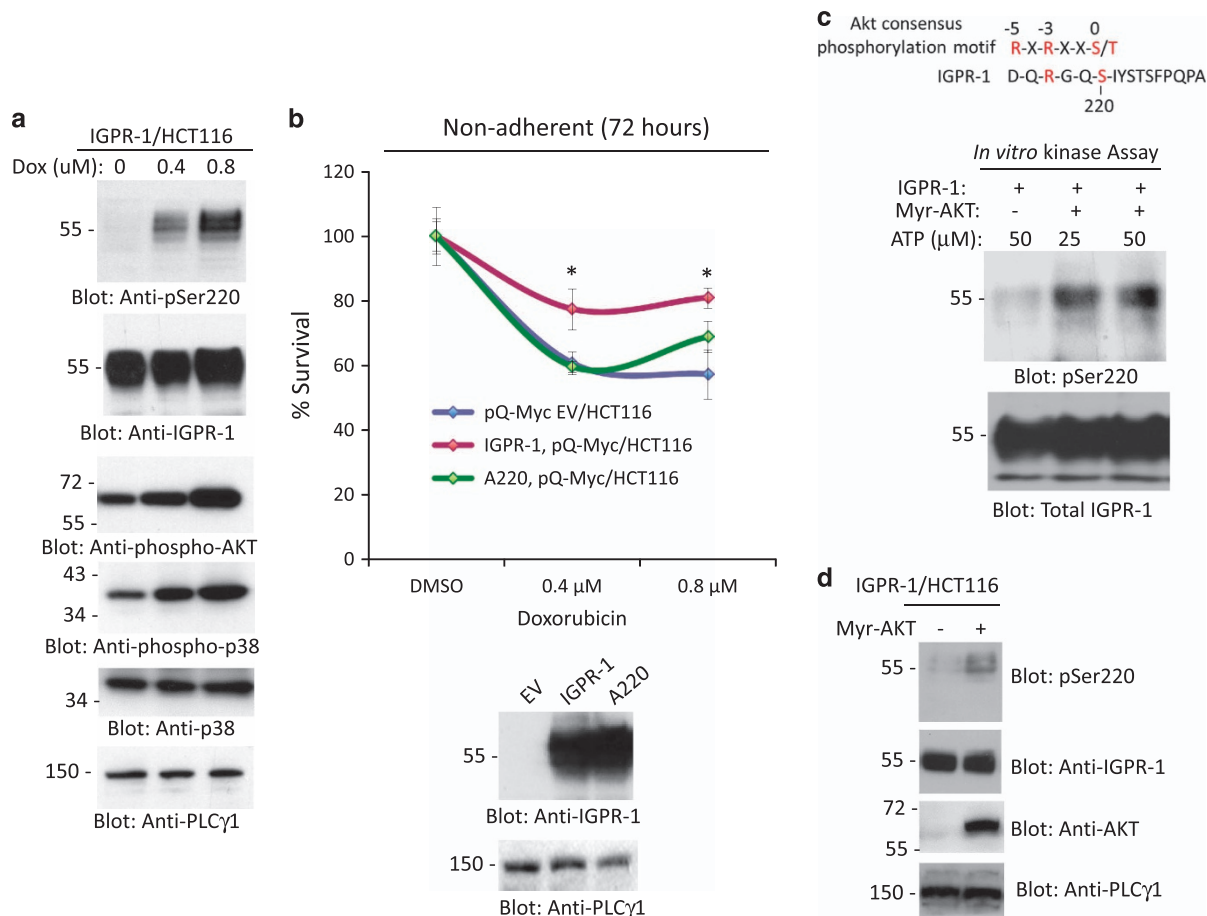 a
IGPR-1/HCT116
Dox (uM): 0 0.4 0.8
55 -
Blot: Anti-pSer220
55 -
Blot: Anti-IGPR-1
72 -
55 -
Blot: Anti-phospho-AKT
43 -
34 -
Blot: Anti-phospho-p38
34 -
Blot: Anti-p38
150 -
Blot: Anti-PLCγ1
b
Non-adherent (72 hours)
120
100
80
60
40
20
0
% Survival
* *
pQ-Myc EV/HCT116
IGPR-1, pQ-Myc/HCT116
A220, pQ-Myc/HCT116
DMSO 0.4 µM 0.8 µM
Doxorubicin
EV IGPR-1 A220
55 -
Blot: Anti-IGPR-1
150 -
Blot: Anti-PLCγ1
c
Akt consensus
phosphorylation motif
-5 -3 0
R-X-R-X-X-S/T
IGPR-1 D-Q-R-G-Q-S-IYSTSFPQPA
220
In vitro kinase Assay
IGPR-1: + + +
Myr-AKT: - + +
ATP (µM): 50 25 50
55 -
Blot: pSer220
55 -
Blot: Total IGPR-1
d
IGPR-1/HCT116
Myr-AKT - +
55 -
Blot: pSer220
55 -
Blot: Anti-IGPR-1
72 -
55 -
Blot: Anti-AKT
150 -
Blot: Anti-PLCγ1